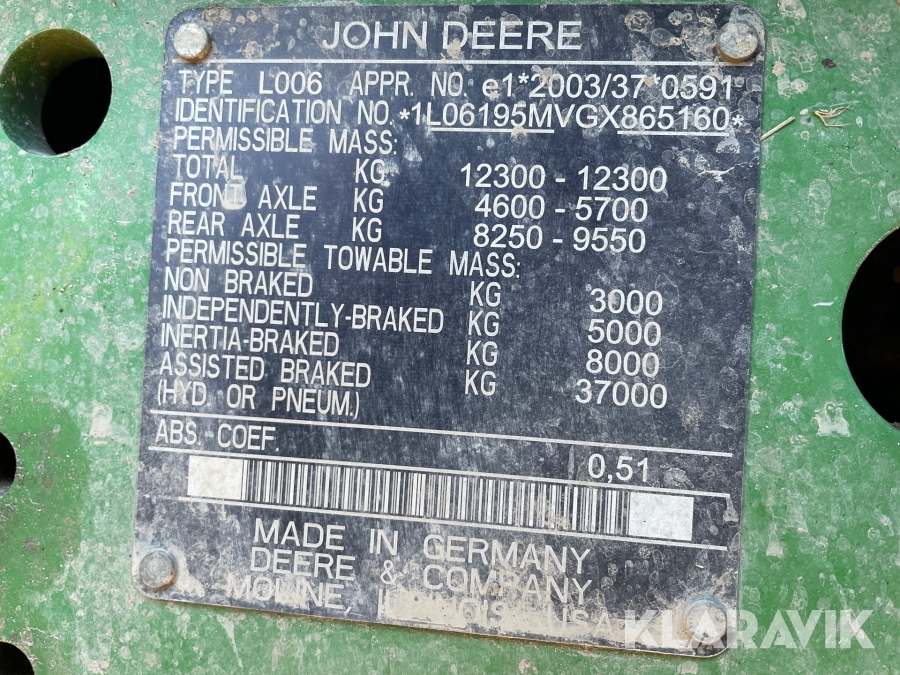 JOHN DEERE
TYPE L006 APPR. NO. e1*2003/37*0591
IDENTIFICATION NO. *1L06195MVGX865160*
PERMISSIBLE MASS:
TOTAL KG 12300 - 12300
FRONT AXLE KG 4600 - 5700
REAR AXLE KG 8250 - 9550
PERMISSIBLE TOWABLE MASS:
NON BRAKED KG 3000
INDEPENDENTLY-BRAKED KG 5000
INERTIA-BRAKED KG 8000
ASSISTED BRAKED KG 37000
(HYD. OR PNEUM.)
ABS. COEF. 0,51
MADE IN GERMANY
DEERE & COMPANY
MOLINE, USA
KLARAVIK